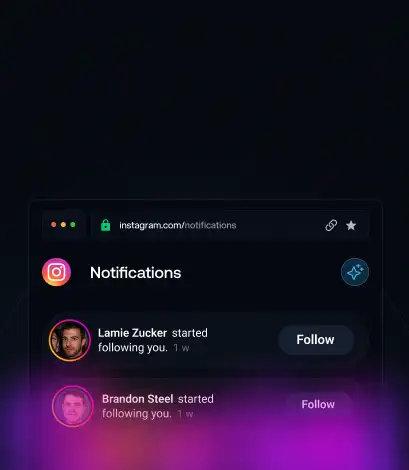 instagram.com/notifications
Notifications
Lamie Zucker started
following you. 1 w
Follow
Brandon Steel started
following you. 1 w
Follow